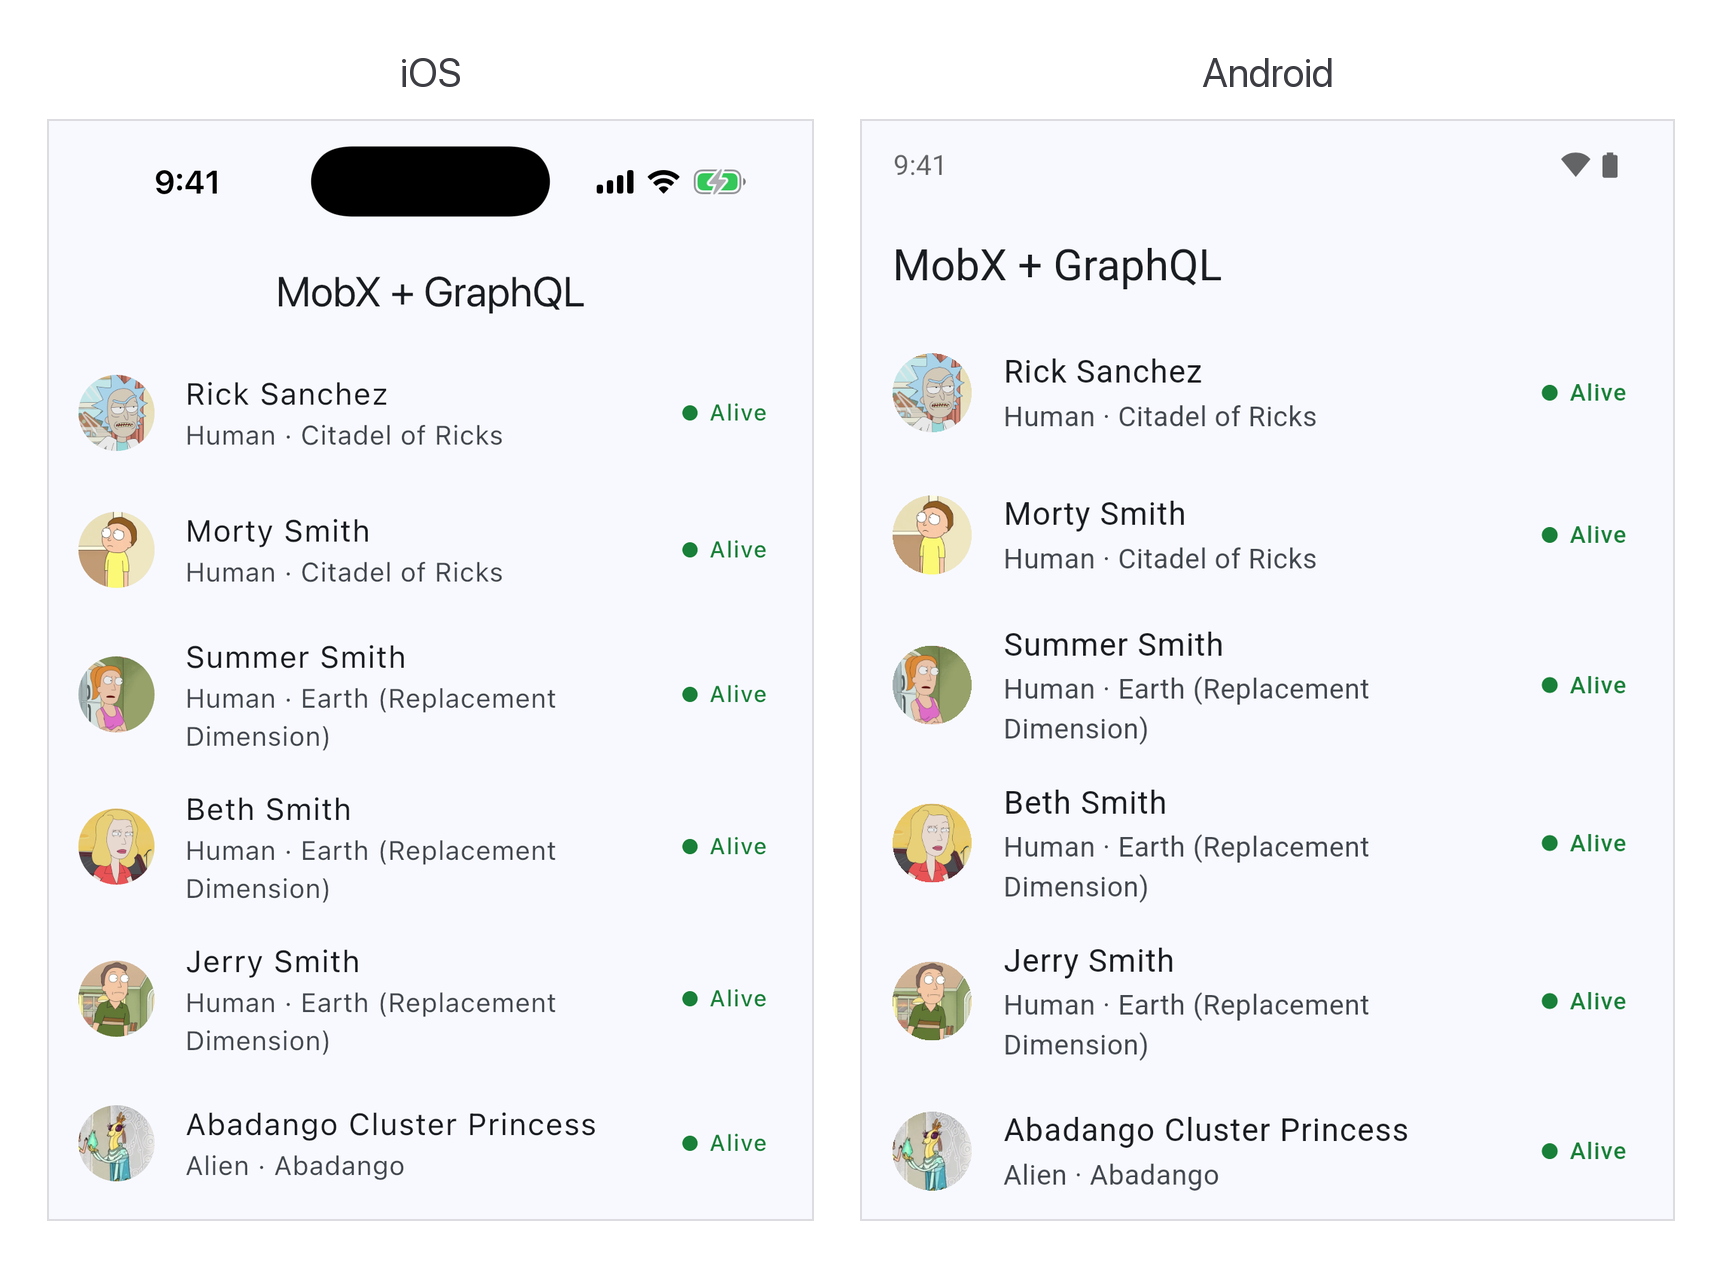 iOS
9:41
MobX + GraphQL
Rick Sanchez
Human · Citadel of Ricks
Alive
Morty Smith
Human · Citadel of Ricks
Alive
Summer Smith
Human · Earth (Replacement
Dimension)
Alive
Beth Smith
Human · Earth (Replacement
Dimension)
Alive
Jerry Smith
Human · Earth (Replacement
Dimension)
Alive
Abadango Cluster Princess
Alien · Abadango
Alive
Android
9:41
MobX + GraphQL
Rick Sanchez
Human · Citadel of Ricks
Alive
Morty Smith
Human · Citadel of Ricks
Alive
Summer Smith
Human · Earth (Replacement
Dimension)
Alive
Beth Smith
Human · Earth (Replacement
Dimension)
Alive
Jerry Smith
Human · Earth (Replacement
Dimension)
Alive
Abadango Cluster Princess
Alien · Abadango
Alive